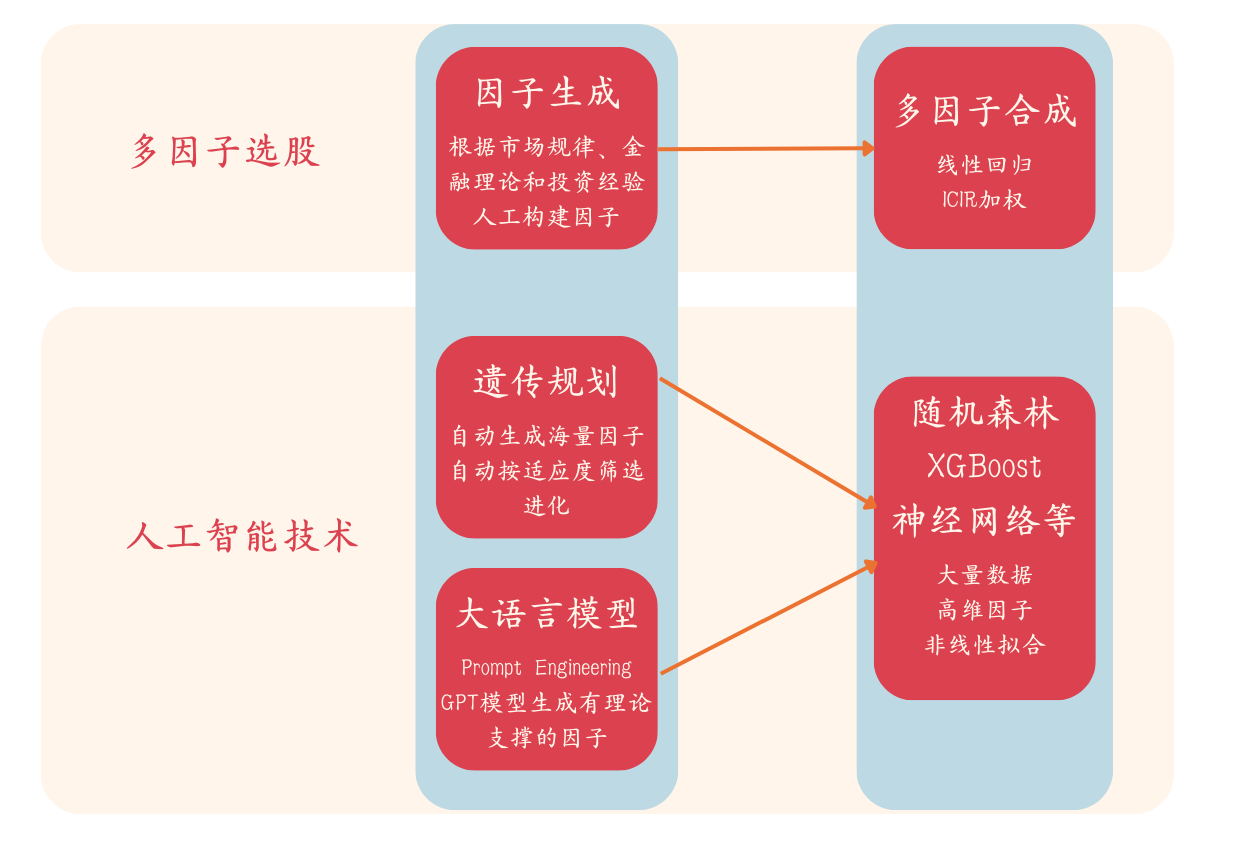 多因子选股
因子生成
根据市场规律、金
融理论和投资经验
人工构建因子
多因子合成
线性回归
ICIR加权
人工智能技术
遗传规划
自动生成海量因子
自动按适应度筛选
进化
大语言模型
Prompt Engineering
GPT模型生成有理论
支撑的因子
随机森林
XGBoost
神经网络等
大量数据
高维因子
非线性拟合